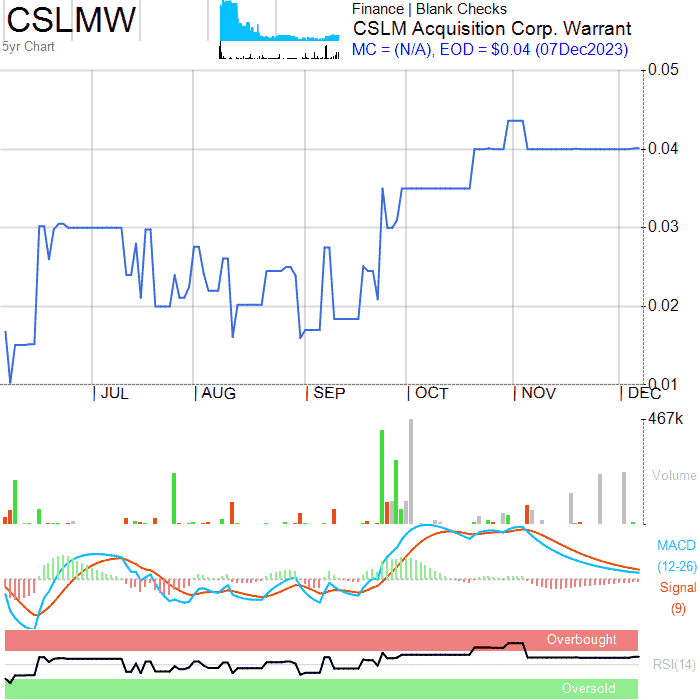 CSLMW
5yr Chart
Finance | Blank Checks
CSLM Acquisition Corp. Warrant
MC = (N/A), EOD = $0.04 (07Dec2023)
0.05
0.04
0.03
0.02
0.01
JUL AUG SEP OCT NOV DEC
467k
Volume
MACD
(12-26)
Signal
(9)
Overbought
RSI(14)
Oversold